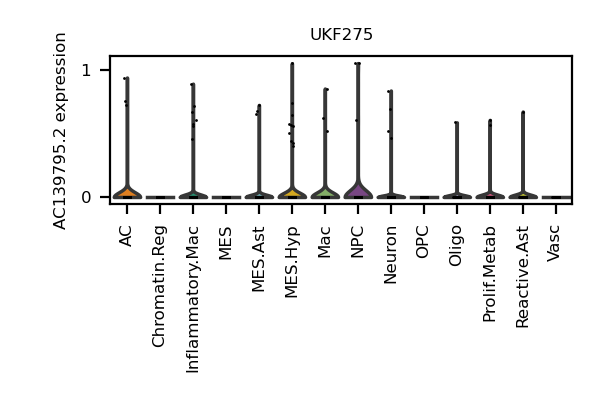 UKF275
AC139795.2 expression
1
0
AC
Chromatin.Reg
Inflammatory.Mac
MES
MES.Ast
MES.Hyp
Mac
NPC
Neuron
OPC
Oligo
Prolif.Metab
Reactive.Ast
Vasc